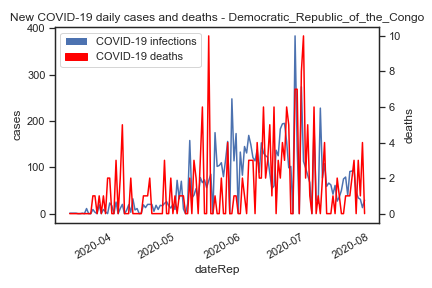 New COVID-19 daily cases and deaths - Democratic_Republic_of_the_Congo
COVID-19 infections
COVID-19 deaths
cases
400
300
200
100
0
deaths
10
8
6
4
2
0
2020-04
2020-05
2020-06
2020-07
2020-08
dateRep